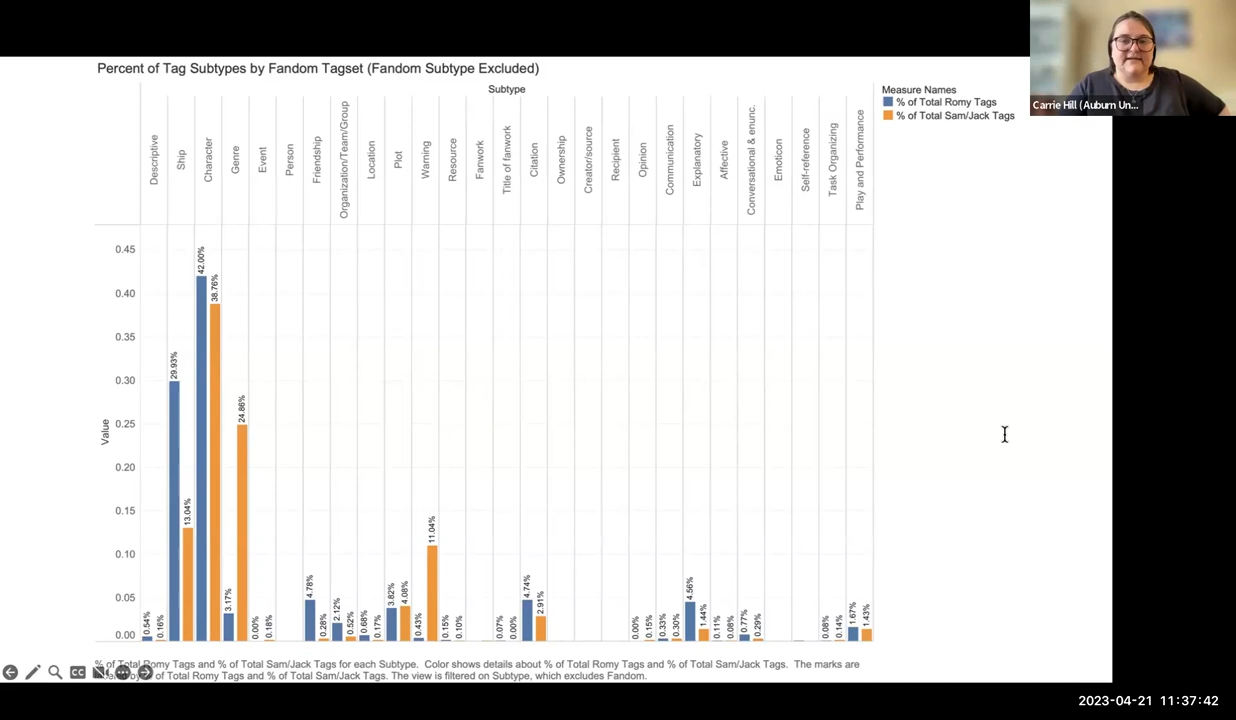 Percent of Tag Subtypes by Fandom Tagset (Fandom Subtype Excluded)
Subtype
Measure Names
% of Total Romy Tags
% of Total Sam/Jack Tags
Carrie Hill (Auburn Un...
Descriptive
Ship
Character
Genre
Event
Person
Friendship
Organization/Team/Group
Location
Plot
Warning
Resource
Fanwork
Title of fanwork
Citation
Ownership
Creator/source
Recipient
Opinion
Communication
Explanatory
Affective
Conversational & enunc.
Emoticon
Self-reference
Task Organizing
Play and Performance
Value
0.45
0.40
0.35
0.30
0.25
0.20
0.15
0.10
0.05
0.00
0.54%
0.16%
29.93%
13.04%
42.00%
38.76%
3.17%
24.86%
0.00%
0.18%
4.78%
0.28%
2.12%
0.52%
0.68%
0.17%
3.82%
4.08%
0.43%
11.04%
0.15%
0.10%
0.07%
0.00%
4.74%
2.91%
0.00%
0.15%
0.33%
0.30%
4.56%
1.44%
0.11%
0.08%
0.77%
0.29%
0.08%
0.14%
1.67%
1.43%
% of Total Romy Tags and % of Total Sam/Jack Tags for each Subtype. Color shows details about % of Total Romy Tags and % of Total Sam/Jack Tags. The marks are
of Total Romy Tags and % of Total Sam/Jack Tags. The view is filtered on Subtype, which excludes Fandom.
CC
2023-04-21 11:37:42